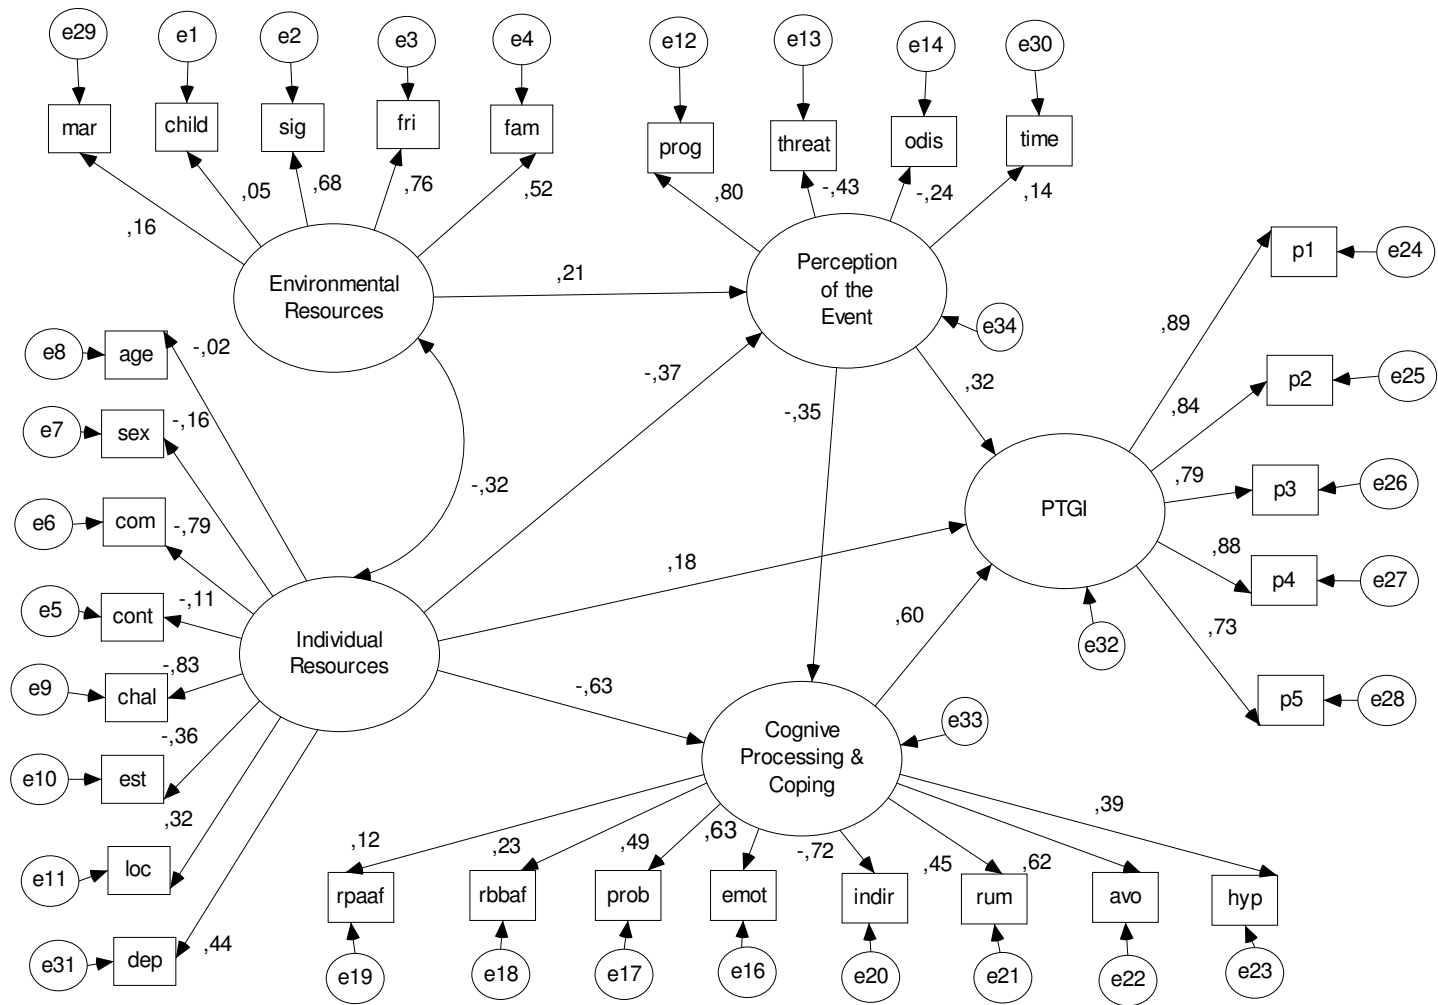 e29
e1
e2
e3
e4
e12
e13
e14
e30
mar
child
sig
fri
fam
prog
threat
odis
time
,16
,05
,68
,76
,52
,80
-,43
-,24
,14
Environmental
Resources
,21
Perception
of the
Event
e34
p1
e24
,89
e8
age
-,02
-,37
-,35
,32
p2
e25
,84
e7
sex
-,16
-,32
PTGI
,79
p3
e26
e6
com
-,79
,18
,88
p4
e27
e5
cont
-,11
Individual
Resources
,60
e32
,73
e9
chal
-,83
-,63
p5
e28
e10
est
-,36
Cognive
Processing &
Coping
e33
e11
loc
,32
,12
,23
,49
,63
-,72
,45
,62
,39
e31
dep
,44
rpaaf
rbbaf
prob
emot
indir
rum
avo
hyp
e19
e18
e17
e16
e20
e21
e22
e23